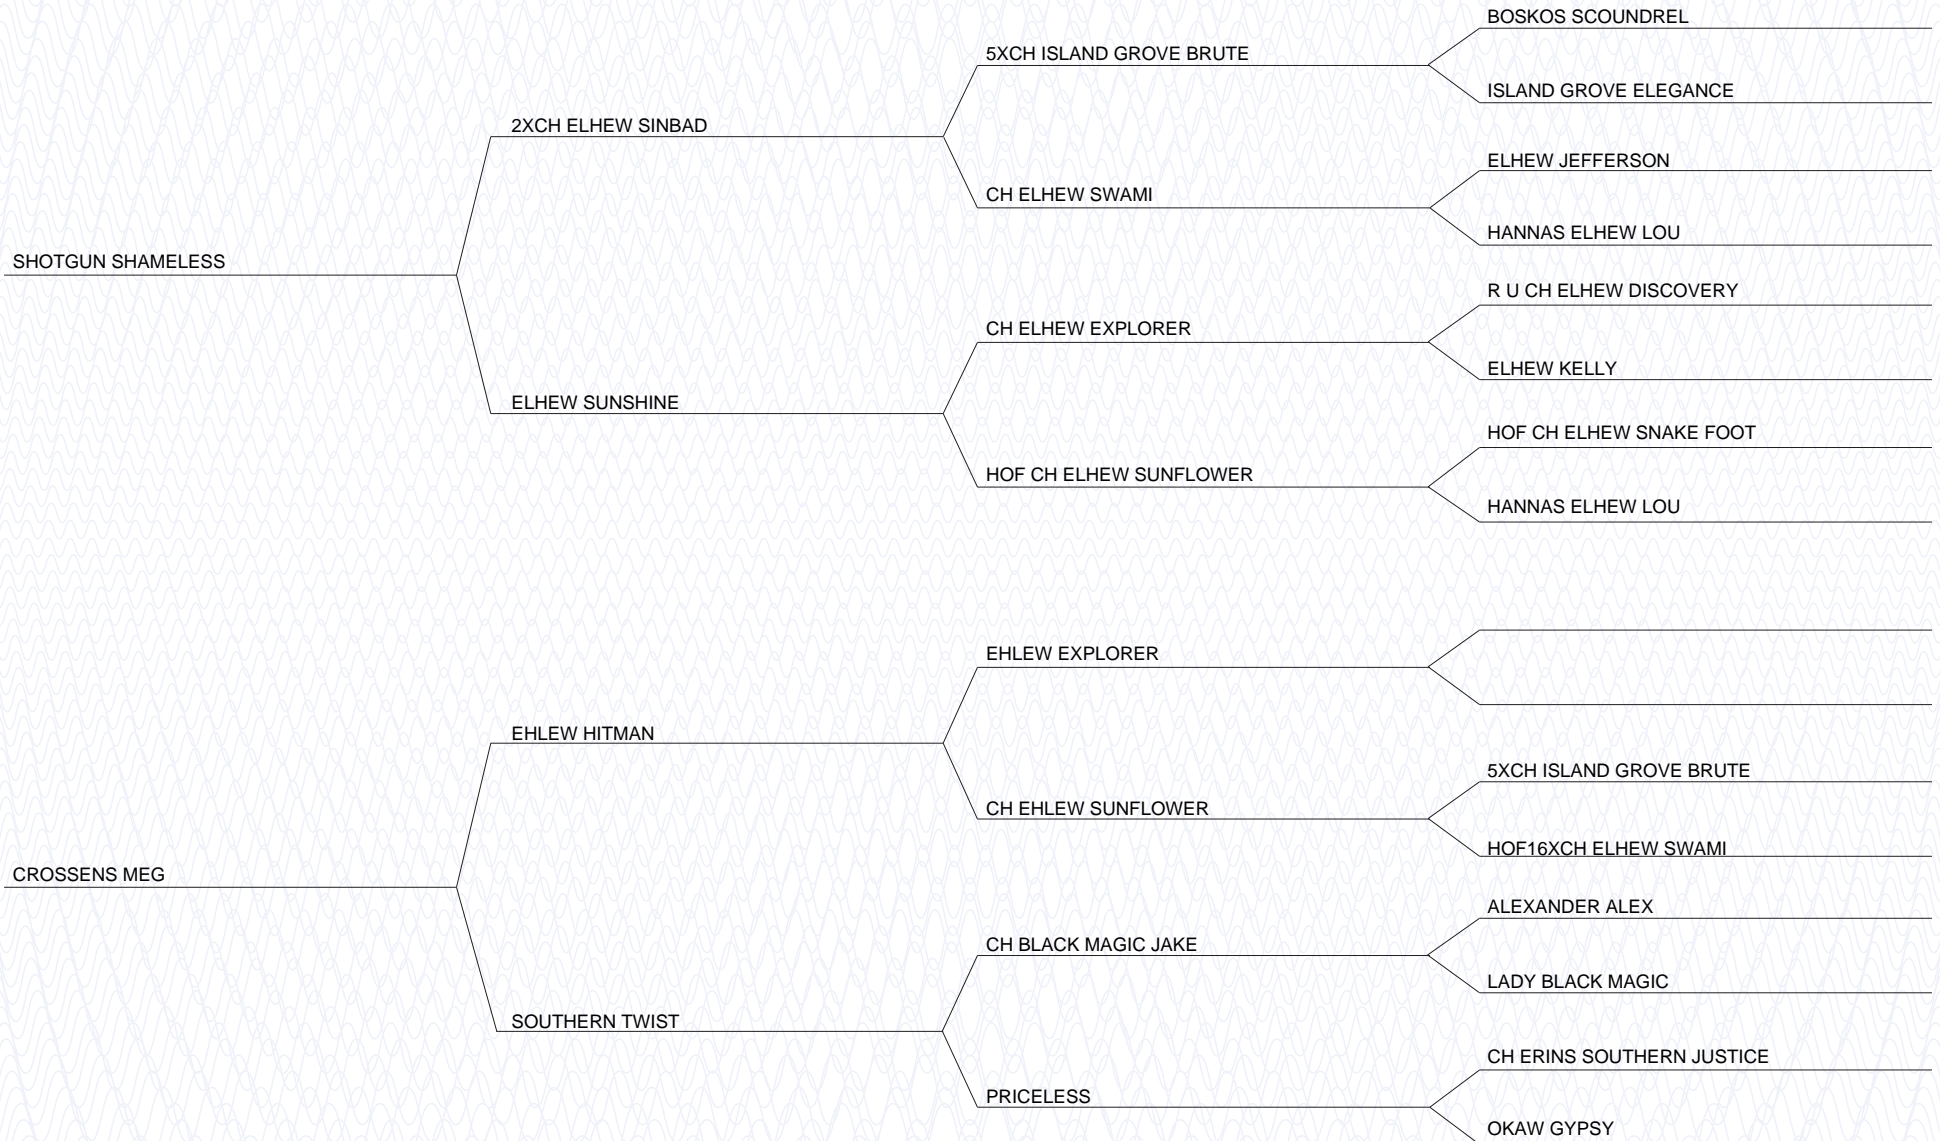 BOSKOS SCOUNDREL
5XCH ISLAND GROVE BRUTE
ISLAND GROVE ELEGANCE
2XCH ELHEW SINBAD
ELHEW JEFFERSON
CH ELHEW SWAMI
HANNAS ELHEW LOU
SHOTGUN SHAMELESS
R U CH ELHEW DISCOVERY
CH ELHEW EXPLORER
ELHEW KELLY
ELHEW SUNSHINE
HOF CH ELHEW SNAKE FOOT
HOF CH ELHEW SUNFLOWER
HANNAS ELHEW LOU
EHLEW EXPLORER
EHLEW HITMAN
5XCH ISLAND GROVE BRUTE
CH EHLEW SUNFLOWER
HOF16XCH ELHEW SWAMI
CROSSENS MEG
ALEXANDER ALEX
CH BLACK MAGIC JAKE
LADY BLACK MAGIC
SOUTHERN TWIST
CH ERINS SOUTHERN JUSTICE
PRICELESS
OKAW GYPSY